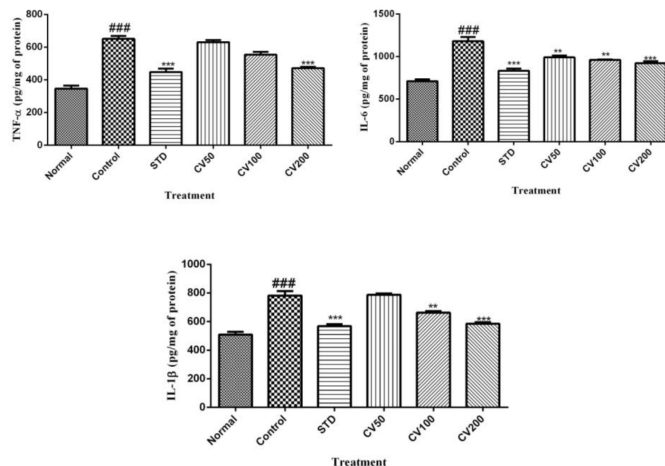 TNF-α (pg/mg of protein)
800
600
400
200
0
###
***
***
Normal
Control
STD
CV50
CV100
CV200
Treatment
IL-6 (pg/mg of protein)
1500
1000
500
0
###
***
**
**
***
Normal
Control
STD
CV50
CV100
CV200
Treatment
IL-1β (pg/mg of protein)
1000
800
600
400
200
0
###
***
**
***
Normal
Control
STD
CV50
CV100
CV200
Treatment